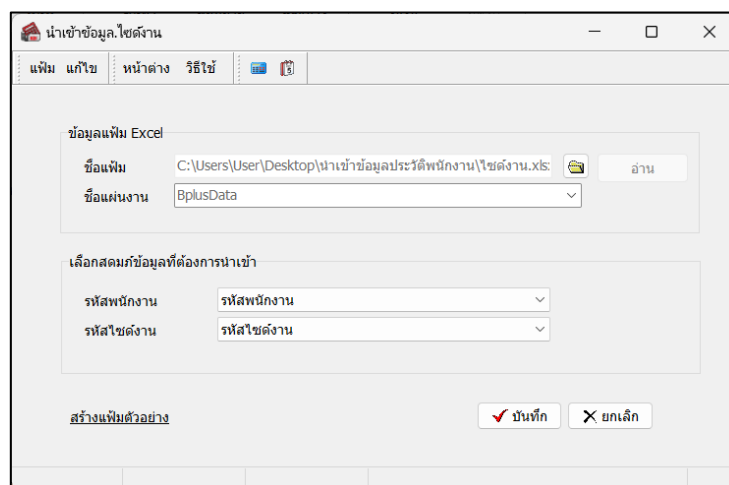 นำเข้าข้อมูล.ไซด์งาน
แฟ้ม แก้ไข หน้าต่าง วิธีใช้
ข้อมูลแฟ้ม Excel
ชื่อแฟ้ม C:\Users\User\Desktop\นำเข้าข้อมูลประวัติพนักงาน\ไซด์งาน.xls อ่าน
ชื่อแผ่นงาน BplusData
เลือกสดมภ์ข้อมูลที่ต้องการนำเข้า
รหัสพนักงาน รหัสพนักงาน
รหัสไซด์งาน รหัสไซด์งาน
สร้างแฟ้มตัวอย่าง บันทึก ยกเลิก